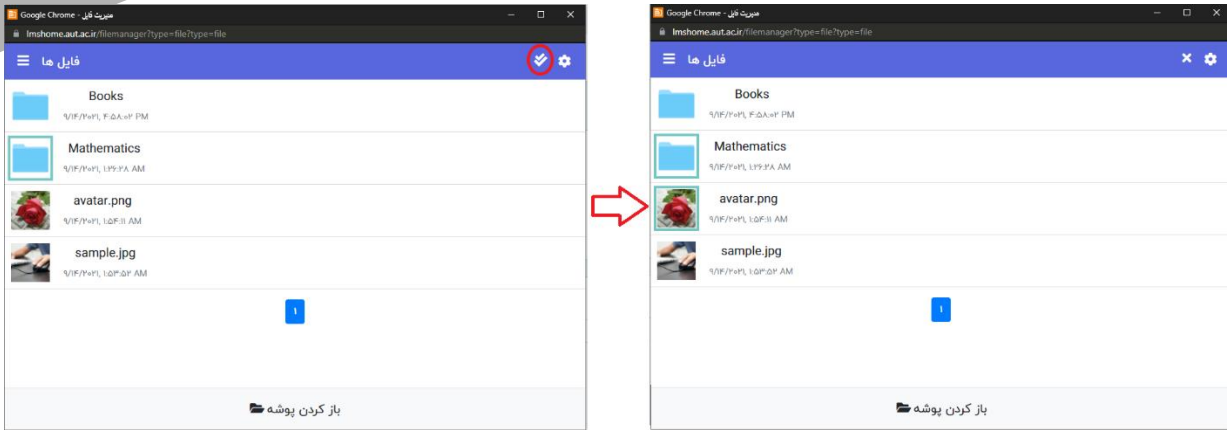 مدیریت فایل - Google Chrome
lmshome.aut.ac.ir/filemanager?type=file?type=file
فایل ها
Books
۹/۱۴/۲۰۲۱, ۴:۵۸:۰۲ PM
Mathematics
۹/۱۴/۲۰۲۱, ۱:۲۶:۲۸ AM
avatar.png
۹/۱۴/۲۰۲۱, ۱:۵۴:۱۱ AM
sample.jpg
۹/۱۴/۲۰۲۱, ۱:۵۳:۵۲ AM
۱
باز کردن پوشه
مدیریت فایل - Google Chrome
lmshome.aut.ac.ir/filemanager?type=file?type=file
فایل ها
Books
۹/۱۴/۲۰۲۱, ۴:۵۸:۰۲ PM
Mathematics
۹/۱۴/۲۰۲۱, ۱:۲۶:۲۸ AM
avatar.png
۹/۱۴/۲۰۲۱, ۱:۵۴:۱۱ AM
sample.jpg
۹/۱۴/۲۰۲۱, ۱:۵۳:۵۲ AM
۱
باز کردن پوشه